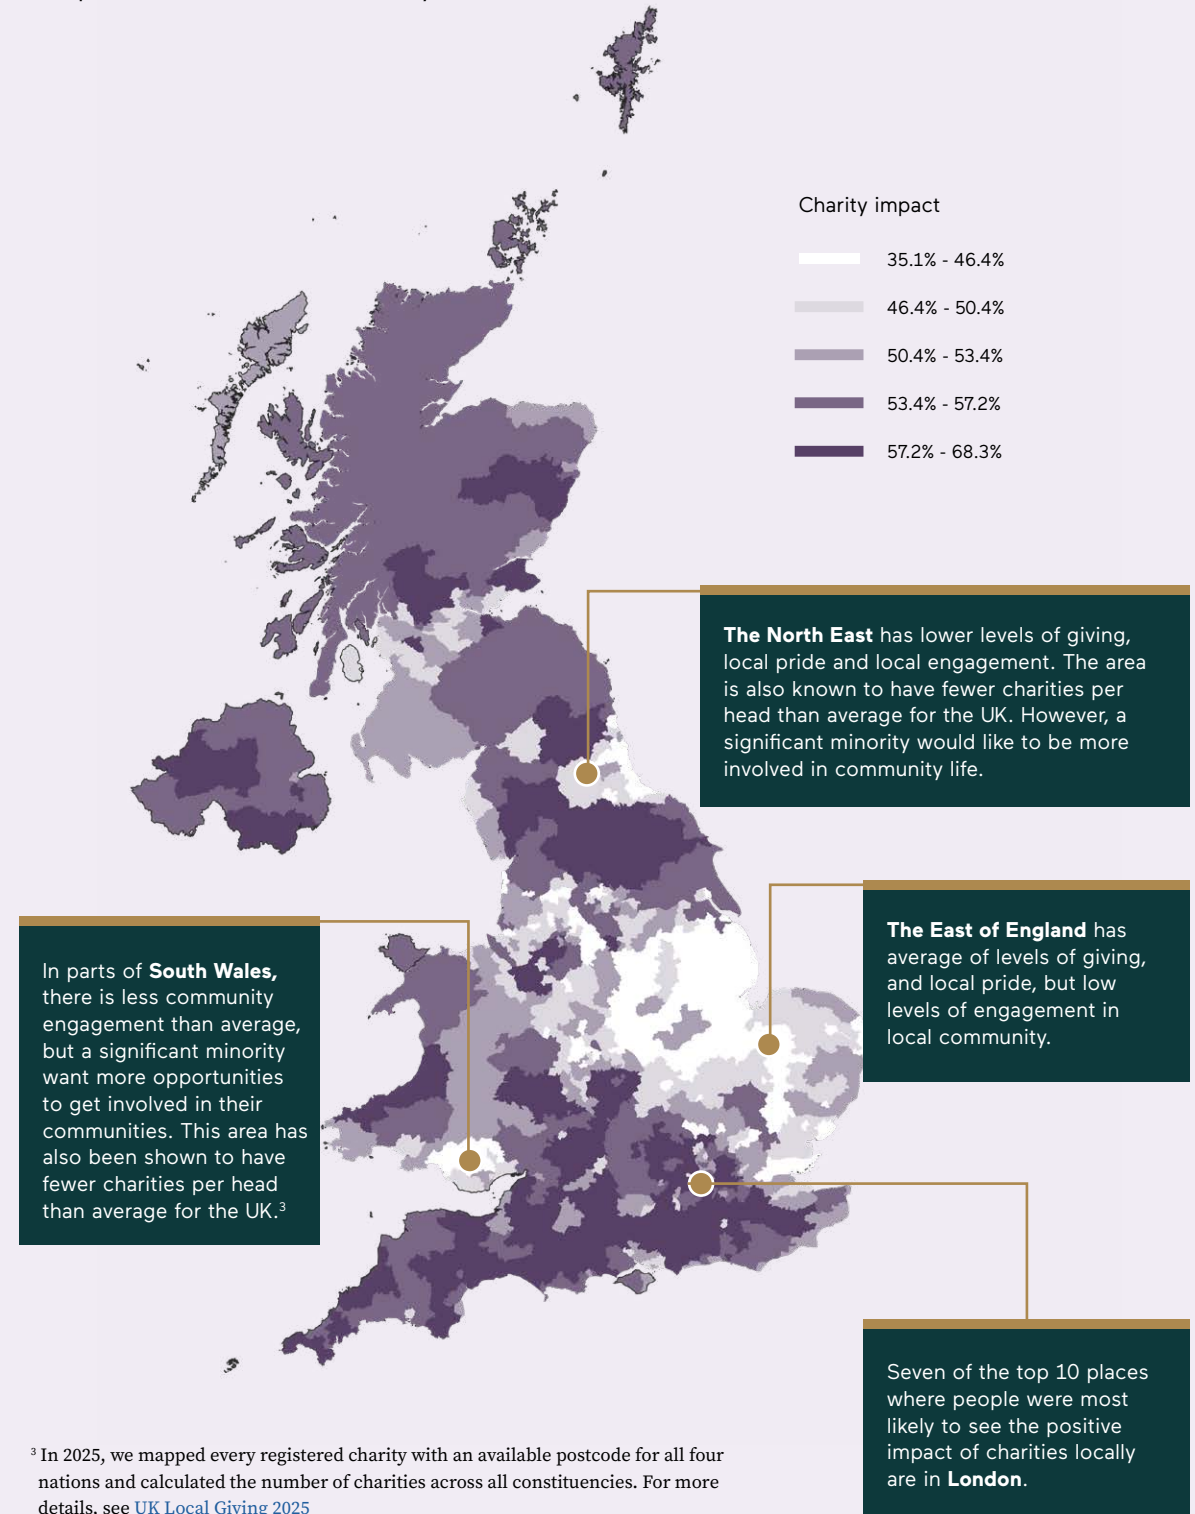 Charity impact
35.1% - 46.4%
46.4% - 50.4%
50.4% - 53.4%
53.4% - 57.2%
57.2% - 68.3%
The North East has lower levels of giving,
local pride and local engagement. The area
is also known to have fewer charities per
head than average for the UK. However, a
significant minority would like to be more
involved in community life.
The East of England has
average of levels of giving,
and local pride, but low
levels of engagement in
local community.
In parts of South Wales,
there is less community
engagement than average,
but a significant minority
want more opportunities
to get involved in their
communities. This area has
also been shown to have
fewer charities per head
than average for the UK.³
Seven of the top 10 places
where people were most
likely to see the positive
impact of charities locally
are in London.
³ In 2025, we mapped every registered charity with an available postcode for all four
nations and calculated the number of charities across all constituencies. For more
details, see UK Local Giving 2025